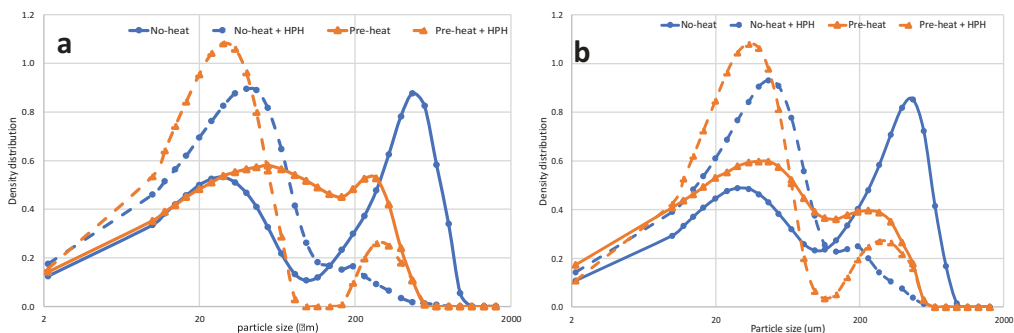 a
No-heat No-heat + HPH Pre-heat Pre-heat + HPH
1.2
1.0
0.8
0.6
0.4
0.2
0.0
Density distribution
2 20 200 2000
particle size (�m)
b
No-heat No-heat + HPH Pre-heat Pre-heat + HPH
1.2
1.0
0.8
0.6
0.4
0.2
0.0
Density distribution
2 20 200 2000
Particle size (um)